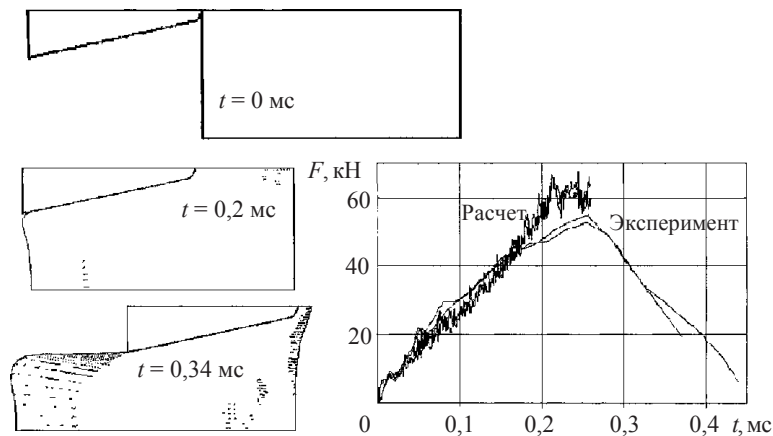 t = 0 мс
t = 0,2 мс
t = 0,34 мс
F, кН
60
40
20
Расчет
Эксперимент
0 0,1 0,2 0,3 0,4 t, мс